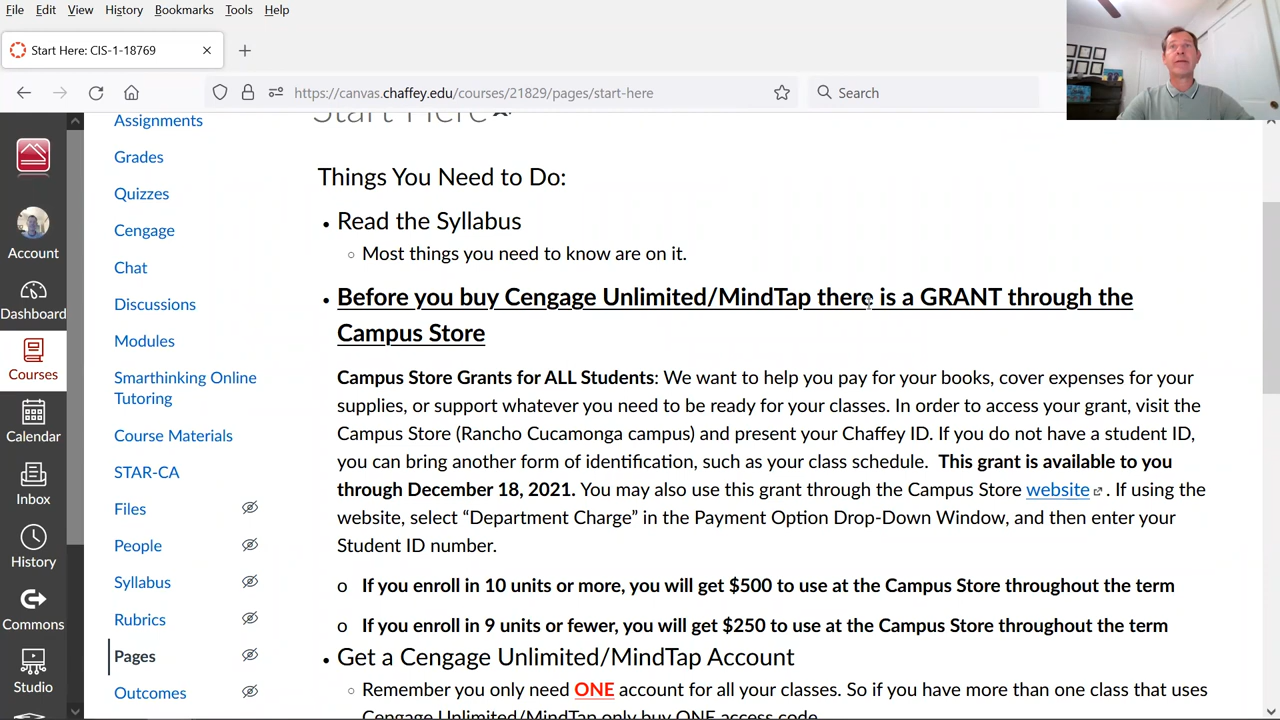 File Edit View History Bookmarks Tools Help
Start Here: CIS-1-18769
https://canvas.chaffey.edu/courses/21829/pages/start-here
Search
Account
Dashboard
Courses
Calendar
Inbox
History
Commons
Studio
Assignments
Grades
Quizzes
Cengage
Chat
Discussions
Modules
Smarthinking Online
Tutoring
Course Materials
STAR-CA
Files
People
Syllabus
Rubrics
Pages
Outcomes
Start Here
Things You Need to Do:
• Read the Syllabus
○ Most things you need to know are on it.
• Before you buy Cengage Unlimited/MindTap there is a GRANT through the
Campus Store
Campus Store Grants for ALL Students: We want to help you pay for your books, cover expenses for your
supplies, or support whatever you need to be ready for your classes. In order to access your grant, visit the
Campus Store (Rancho Cucamonga campus) and present your Chaffey ID. If you do not have a student ID,
you can bring another form of identification, such as your class schedule. This grant is available to you
through December 18, 2021. You may also use this grant through the Campus Store website . If using the
website, select “Department Charge” in the Payment Option Drop-Down Window, and then enter your
Student ID number.
o If you enroll in 10 units or more, you will get $500 to use at the Campus Store throughout the term
o If you enroll in 9 units or fewer, you will get $250 to use at the Campus Store throughout the term
• Get a Cengage Unlimited/MindTap Account
○ Remember you only need ONE account for all your classes. So if you have more than one class that uses
Cengage Unlimited/MindTap only buy ONE access code